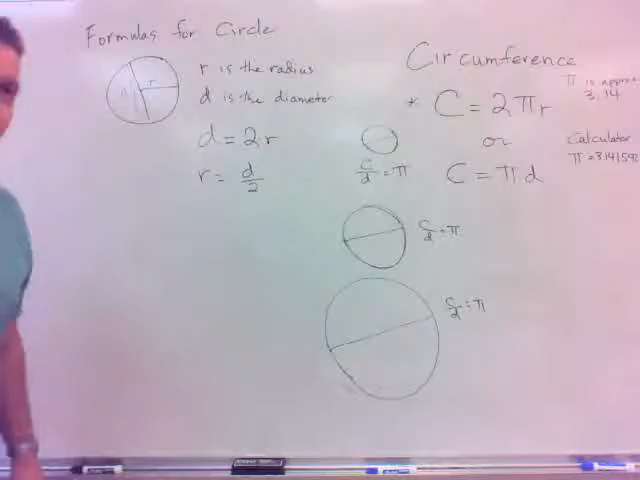 Formulas for Circle
r
r is the radius
d is the diameter
d = 2r
r = d/2
Circumference
π is approx
3.14
* C = 2πr
or
Calculator
π = 3.14159
C/d = π
C = πd
C/d = π
C/d = π